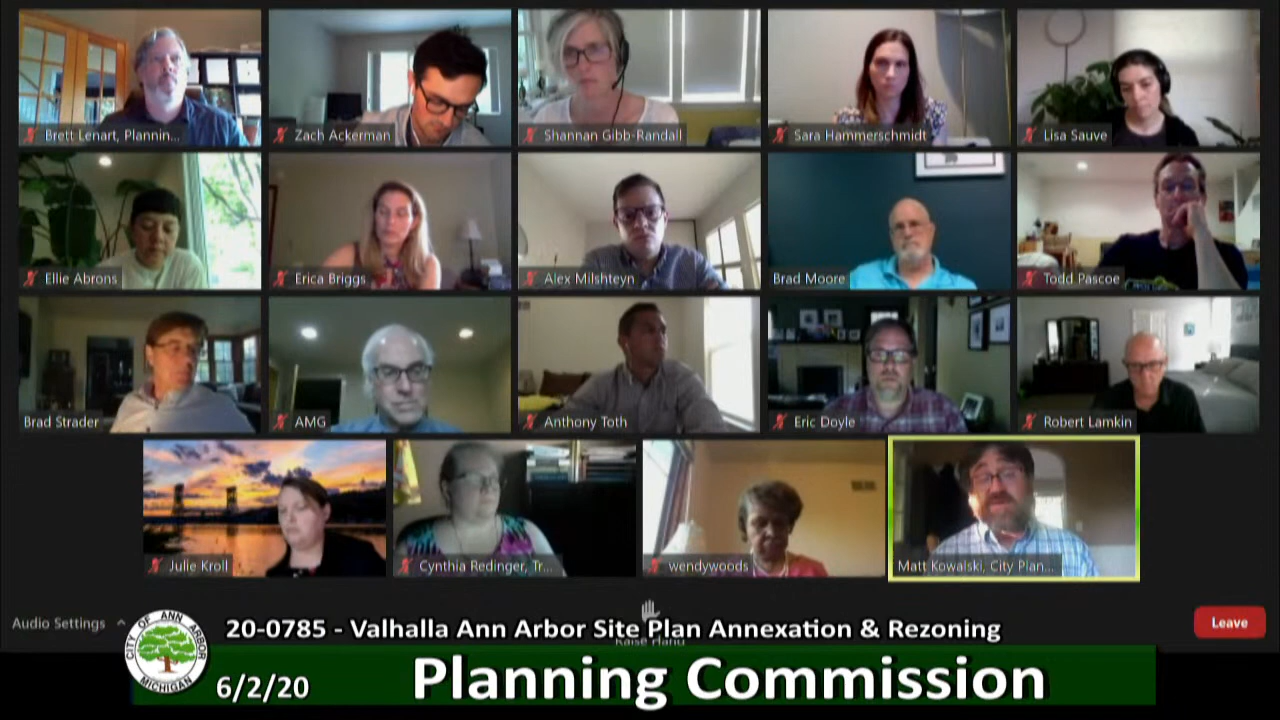 Brett Lenart, Plannin...
Zach Ackerman
Shannan Gibb-Randall
Sara Hammerschmidt
Lisa Sauve
Ellie Abrons
Erica Briggs
Alex Milshteyn
Brad Moore
Todd Pascoe
Brad Strader
AMG
Anthony Toth
Eric Doyle
Robert Lamkin
Julie Kroll
Cynthia Redinger, Tr...
wendywoods
Matt Kowalski, City Plan...
Audio Settings
Raise Hand
Leave
CITY OF ANN ARBOR
MICHIGAN
20-0785 - Valhalla Ann Arbor Site Plan Annexation & Rezoning
6/2/20
Planning Commission